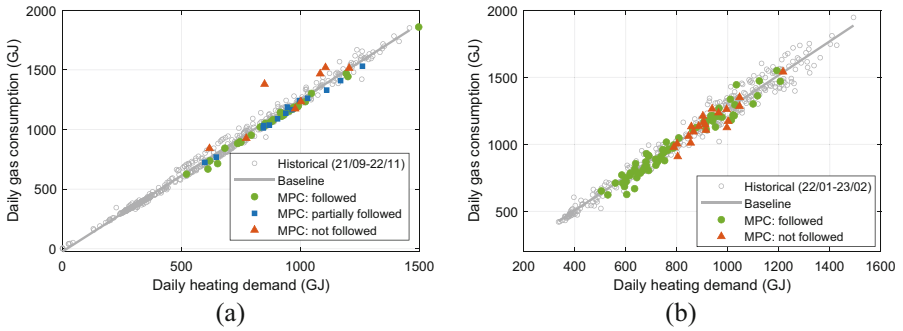 2000
1500
1000
500
0
0
500
1000
1500
Daily gas consumption (GJ)
Daily heating demand (GJ)
Historical (21/09-22/11)
Baseline
MPC: followed
MPC: partially followed
MPC: not followed
(a)
2000
1500
1000
500
200
400
600
800
1000
1200
1400
1600
Daily gas consumption (GJ)
Daily heating demand (GJ)
Historical (22/01-23/02)
Baseline
MPC: followed
MPC: not followed
(b)